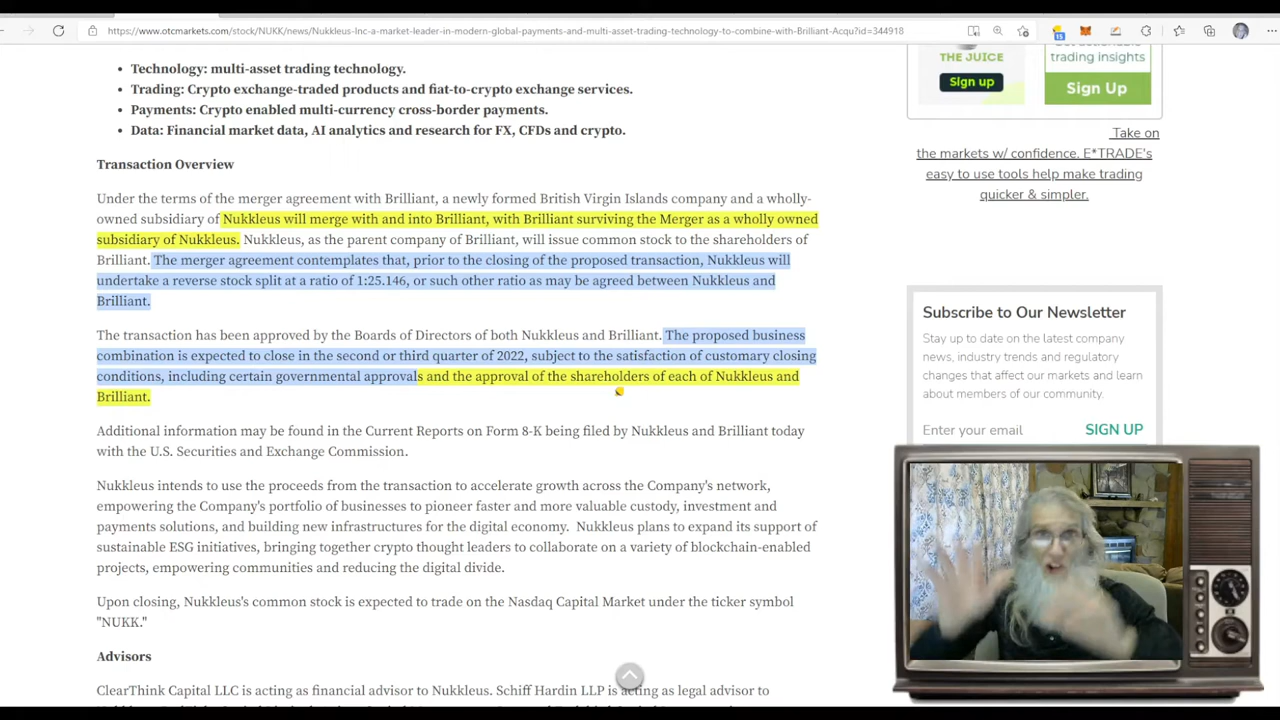 https://www.otcmarkets.com/stock/NUKK/news/Nukkleus-Inc-a-market-leader-in-modern-global-payments-and-multi-asset-trading-technology-to-combine-with-Brilliant-Acqu?id=344918
15
Technology: multi-asset trading technology.
Trading: Crypto exchange-traded products and fiat-to-crypto exchange services.
Payments: Crypto enabled multi-currency cross-border payments.
Data: Financial market data, AI analytics and research for FX, CFDs and crypto.
Transaction Overview
Under the terms of the merger agreement with Brilliant, a newly formed British Virgin Islands company and a wholly-
owned subsidiary of Nukkleus will merge with and into Brilliant, with Brilliant surviving the Merger as a wholly owned
subsidiary of Nukkleus. Nukkleus, as the parent company of Brilliant, will issue common stock to the shareholders of
Brilliant. The merger agreement contemplates that, prior to the closing of the proposed transaction, Nukkleus will
undertake a reverse stock split at a ratio of 1:25.146, or such other ratio as may be agreed between Nukkleus and
Brilliant.
The transaction has been approved by the Boards of Directors of both Nukkleus and Brilliant. The proposed business
combination is expected to close in the second or third quarter of 2022, subject to the satisfaction of customary closing
conditions, including certain governmental approvals and the approval of the shareholders of each of Nukkleus and
Brilliant.
Additional information may be found in the Current Reports on Form 8-K being filed by Nukkleus and Brilliant today
with the U.S. Securities and Exchange Commission.
Nukkleus intends to use the proceeds from the transaction to accelerate growth across the Company's network,
empowering the Company's portfolio of businesses to pioneer faster and more valuable custody, investment and
payments solutions, and building new infrastructures for the digital economy. Nukkleus plans to expand its support of
sustainable ESG initiatives, bringing together crypto thought leaders to collaborate on a variety of blockchain-enabled
projects, empowering communities and reducing the digital divide.
Upon closing, Nukkleus's common stock is expected to trade on the Nasdaq Capital Market under the ticker symbol
"NUKK."
Advisors
ClearThink Capital LLC is acting as financial advisor to Nukkleus. Schiff Hardin LLP is acting as legal advisor to
THE JUICE
Sign up
trading insights
Sign Up
Take on
the markets w/ confidence. E*TRADE's
easy to use tools help make trading
quicker & simpler.
Subscribe to Our Newsletter
Stay up to date on the latest company
news, industry trends and regulatory
changes that affect our markets and learn
about members of our community.
Enter your email SIGN UP